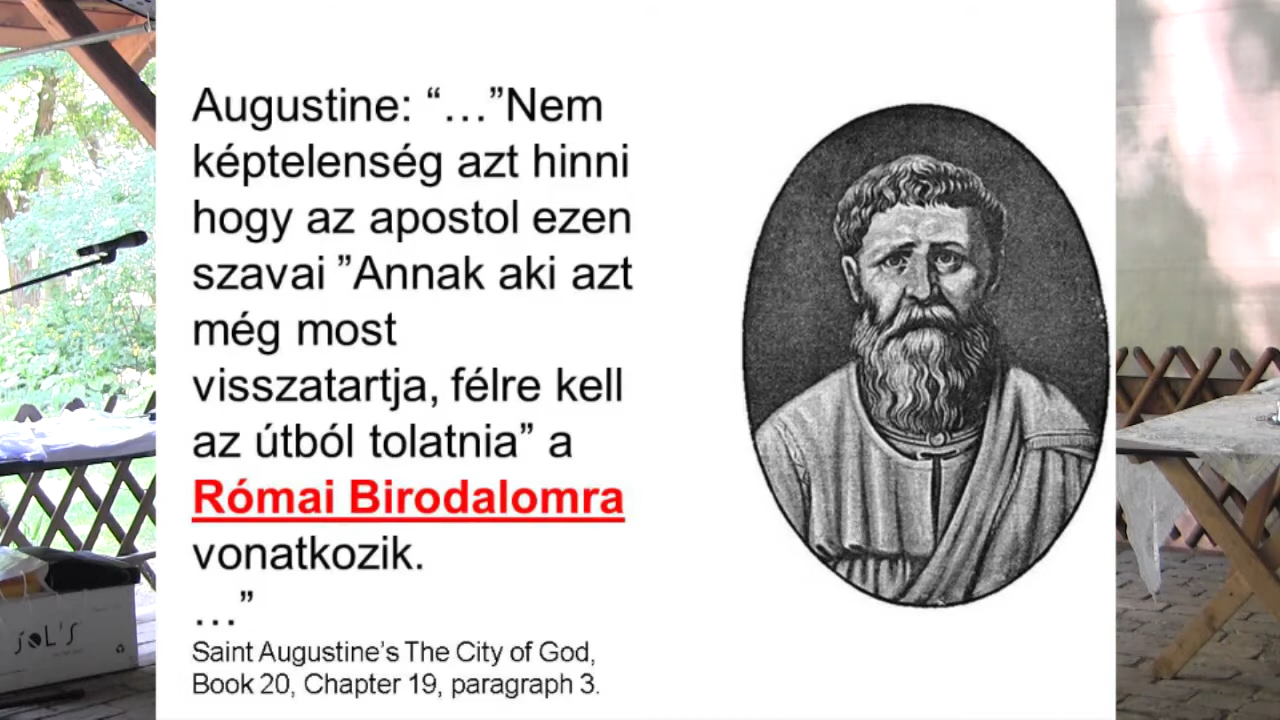 Augustine: “…”Nem
képtelenség azt hinni
hogy az apostol ezen
szavai ”Annak aki azt
még most
visszatartja, félre kell
az útból tolatnia” a
Római Birodalomra
vonatkozik.
…”
Saint Augustine’s The City of God,
Book 20, Chapter 19, paragraph 3.
SOL'S